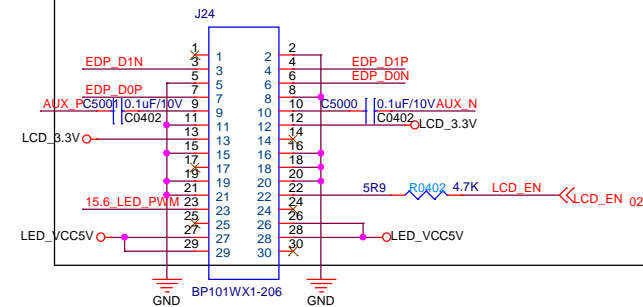 J24
1 1 2 2
EDP_D1N 3 3 4 4 EDP_D1P
5 5 6 6 EDP_D0N
EDP_D0P 7 7 8 8
AUX_P C5001 0.1uF/10V 9 9 10 10 C5000 0.1uF/10V AUX_N
C0402 11 11 12 12 C0402 LCD_3.3V
LCD_3.3V 13 13 14 14
15 15 16 16
17 17 18 18
19 19 20 20
21 21 22 22 5R9 R0402 4.7K LCD_EN LCD_EN 02
15.6_LED_PWM 23 23 24 24
25 25 26 26
LED_VCC5V 27 27 28 28 LED_VCC5V
29 29 30 30
BP101WX1-206
GND GND